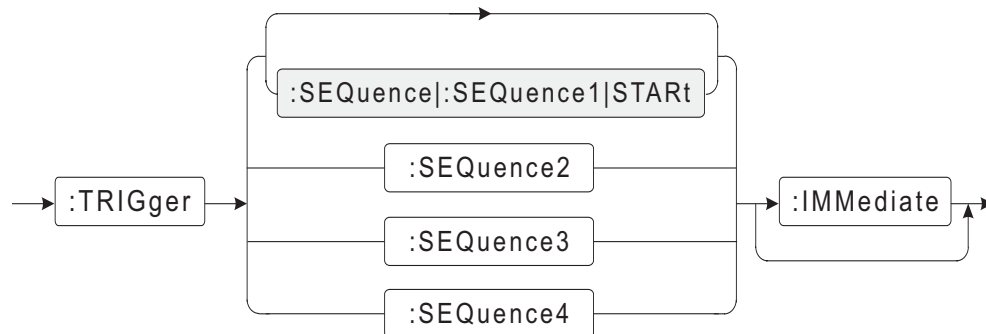 :SEQuence|:SEQuence1|STARt
:SEQuence2
:TRIGger
:IMMediate
:SEQuence3
:SEQuence4